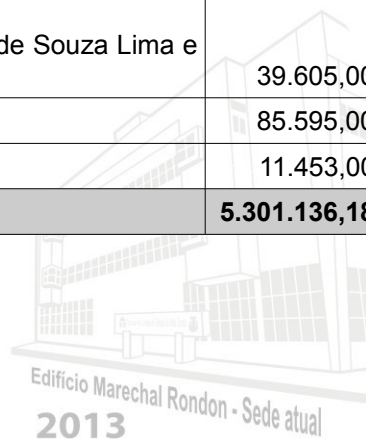 de Souza Lima e
39.605,00
85.595,00
11.453,00
5.301.136,18
Edifício Marechal Rondon - Sede atual
2013